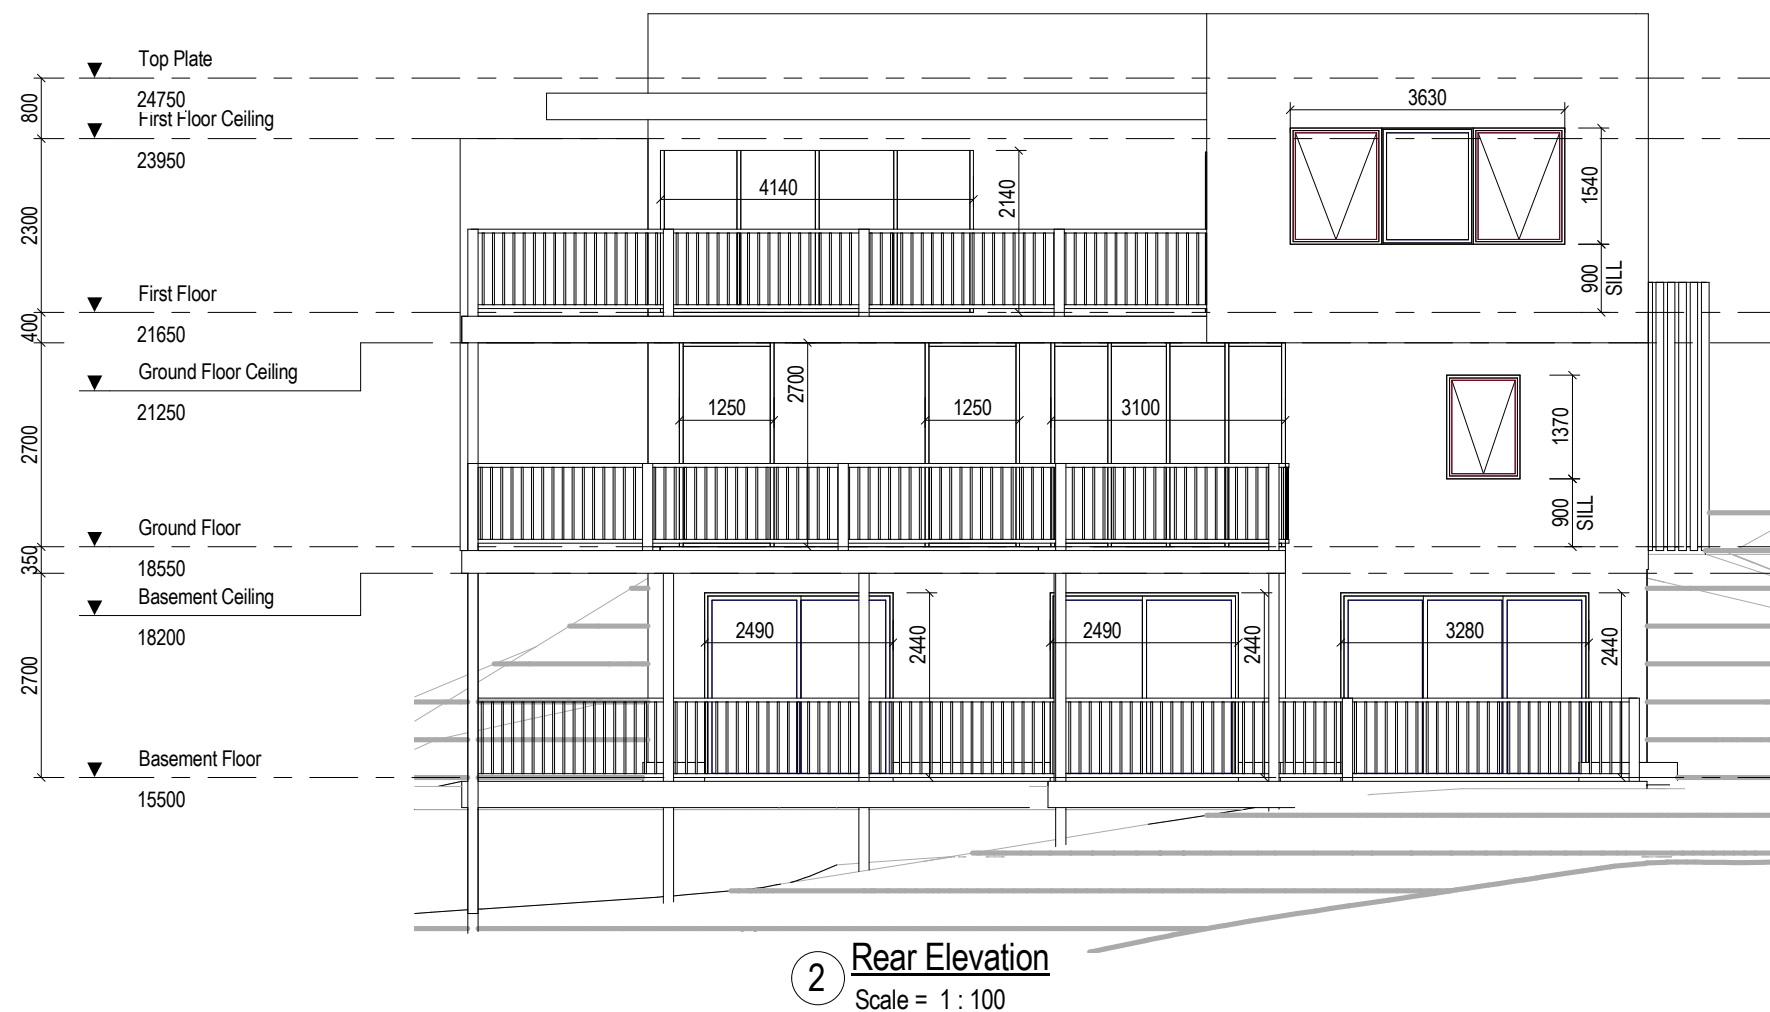 Top Plate
24750
800
First Floor Ceiling
23950
3630
1540
4140
2140
2300
900
SILL
First Floor
21650
400
Ground Floor Ceiling
21250
2700
1250
1250
3100
1370
2700
900
SILL
Ground Floor
18550
350
Basement Ceiling
18200
2490
2440
2490
2440
3280
2440
2700
Basement Floor
15500
2
Rear Elevation
Scale = 1 : 100